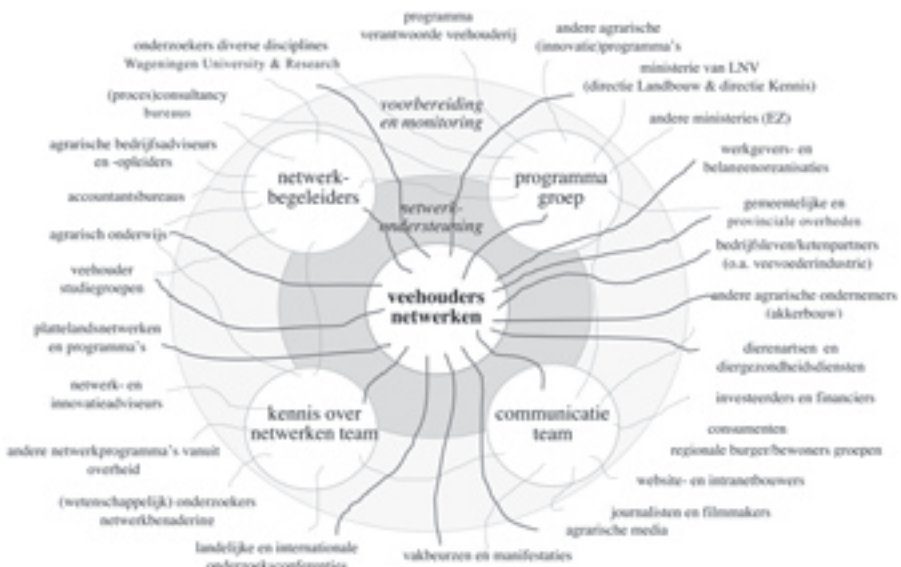 programma
verantwoorde veehouderij
andere agrarische
(innovatie)programma's
onderzoekers diverse disciplines
Wageningen University & Research
ministerie van LNV
(directie Landbouw & directie Kennis)
(proces)consultancy
bureaus
voorbereiding
en monitoring
andere ministeries (EZ)
agrarische bedrijfsadviseurs
en -opleiders
netwerk-
begeleiders
programma
groep
werkgevers- en
belangenorganisaties
accountantsbureaus
netwerk-
ondersteuning
gemeentelijke en
provinciale overheden
agrarisch onderwijs
bedrijfsleven/ketenpartners
(o.a. veevoederindustrie)
veehouder
studiegroepen
veehouders
netwerken
andere agrarische ondernemers
(akkerbouw)
plattelandsnetwerken
en programma's
dierenartsen en
diergezondheidsdiensten
netwerk- en
innovatieadviseurs
kennis over
netwerken team
communicatie
team
investeerders en financiers
consumenten
regionale burger/bewoners groepen
andere netwerkprogramma's vanuit
overheid
website- en intranetbouwers
(wetenschappelijk) onderzoekers
netwerkbenadering
journalisten en filmmakers
agrarische media
landelijke en internationale
onderzoeksconferenties
vakbeurzen en manifestaties